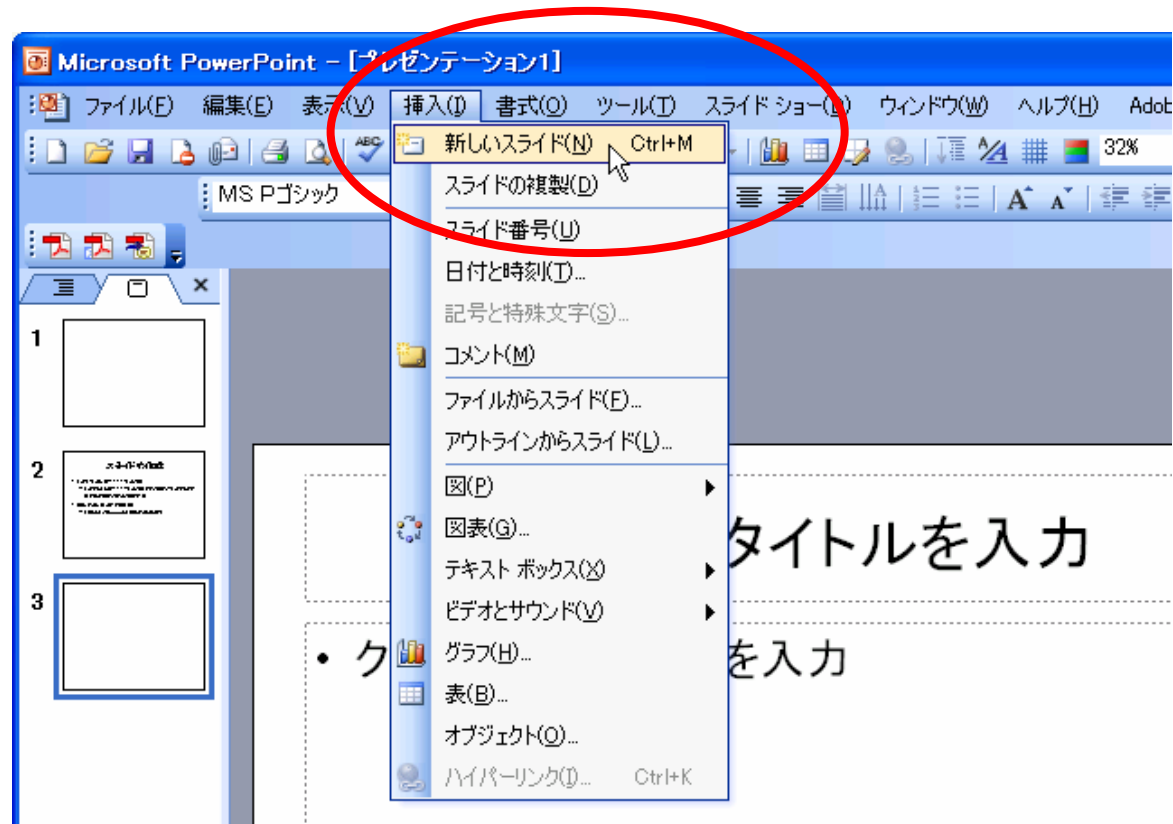 Microsoft PowerPoint - [プレゼンテーション1]
ファイル(F) 編集(E) 表示(V) 挿入(I) 書式(O) ツール(T) スライド ショー(D) ウィンドウ(W) ヘルプ(H) Adob
ABC 32%
MS Pゴシック A A
新しいスライド(N) Ctrl+M
スライドの複製(D)
スライド番号(U)
日付と時刻(T)...
記号と特殊文字(S)...
コメント(M)
ファイルからスライド(F)...
アウトラインからスライド(L)...
図(P)
図表(G)...
テキスト ボックス(X)
ビデオとサウンド(V)
グラフ(H)...
表(B)...
オブジェクト(O)...
ハイパーリンク(I)... Ctrl+K
1
2
3
タイトルを入力
• ク
を入力